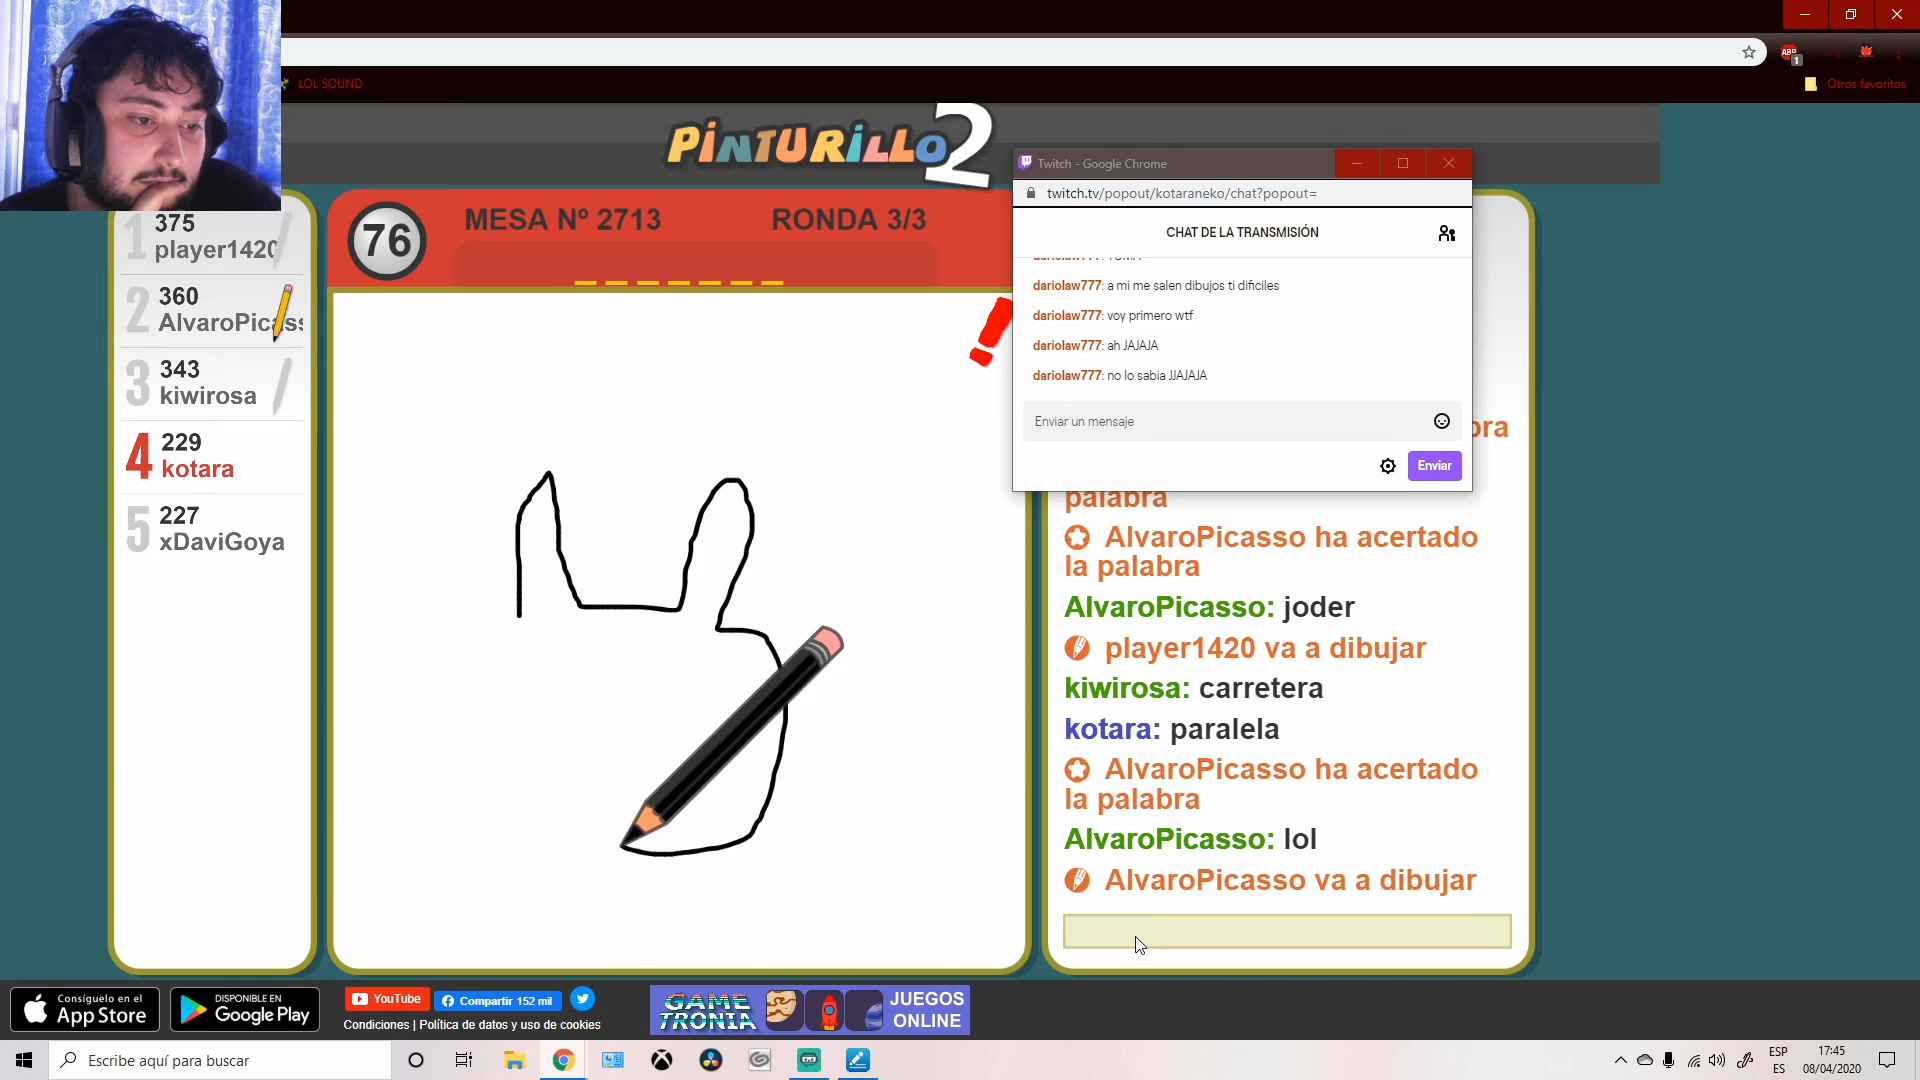 LOL SOUND
ABP
1
Otros favoritos
PINTURILLO 2
Twitch - Google Chrome
twitch.tv/popout/kotaraneko/chat?popout=
CHAT DE LA TRANSMISIÓN
dariolaw777: a mi me salen dibujos ti dificiles
dariolaw777: voy primero wtf
dariolaw777: ah JAJAJA
dariolaw777: no lo sabia JJAJAJA
Enviar un mensaje
Enviar
76
MESA Nº 2713
RONDA 3/3
1
375
player1420
2
360
AlvaroPicass
3
343
kiwirosa
4
229
kotara
5
227
xDaviGoya
!
palabra
AlvaroPicasso ha acertado
la palabra
AlvaroPicasso: joder
player1420 va a dibujar
kiwirosa: carretera
kotara: paralela
AlvaroPicasso ha acertado
la palabra
AlvaroPicasso: lol
AlvaroPicasso va a dibujar
Consíguelo en el
App Store
DISPONIBLE EN
Google Play
YouTube
Compartir 152 mil
Condiciones | Política de datos y uso de cookies
GAME
TRONIA
JUEGOS
ONLINE
Escribe aquí para buscar
ESP
ES
17:45
08/04/2020